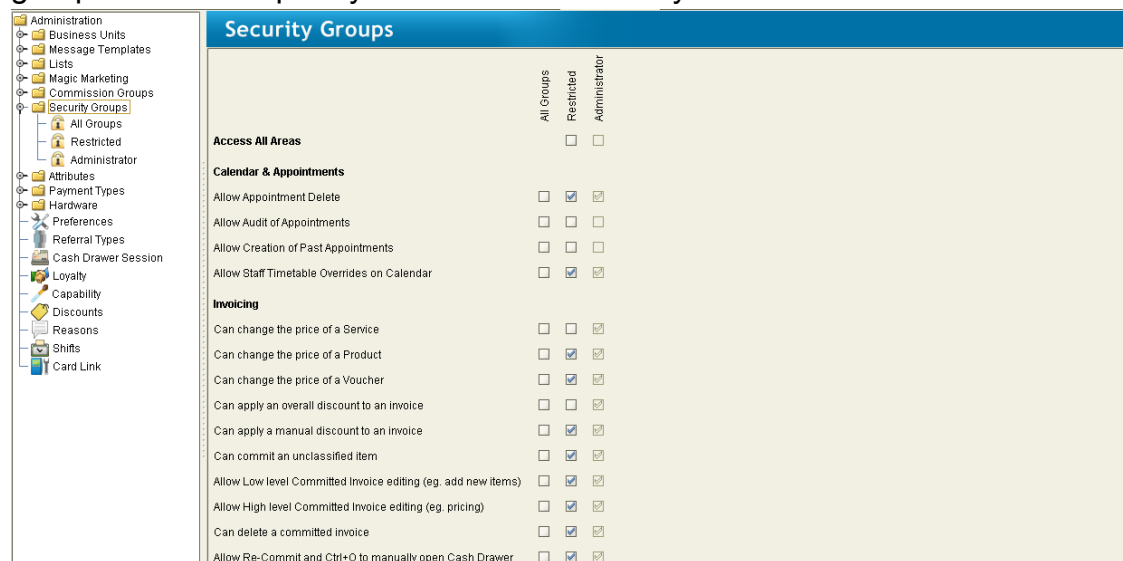 Administration
Business Units
Message Templates
Lists
Magic Marketing
Commission Groups
Security Groups
All Groups
Restricted
Administrator
Attributes
Payment Types
Hardware
Preferences
Referral Types
Cash Drawer Session
Loyalty
Capability
Discounts
Reasons
Shifts
Card Link
Security Groups
All Groups
Restricted
Administrator
Access All Areas
Calendar & Appointments
Allow Appointment Delete
Allow Audit of Appointments
Allow Creation of Past Appointments
Allow Staff Timetable Overrides on Calendar
Invoicing
Can change the price of a Service
Can change the price of a Product
Can change the price of a Voucher
Can apply an overall discount to an invoice
Can apply a manual discount to an invoice
Can commit an unclassified item
Allow Low level Committed Invoice editing (eg. add new items)
Allow High level Committed Invoice editing (eg. pricing)
Can delete a committed invoice
Allow Re-Commit and Ctrl+O to manually open Cash Drawer